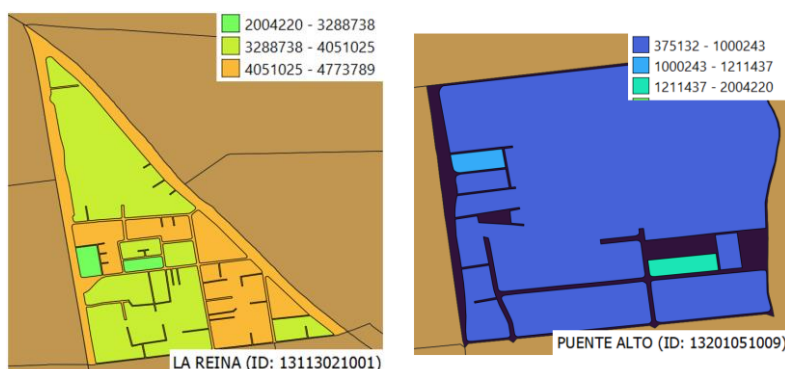 2004220 - 3288738
3288738 - 4051025
4051025 - 4773789
LA REINA (ID: 13113021001)
375132 - 1000243
1000243 - 1211437
1211437 - 2004220
PUENTE ALTO (ID: 13201051009)